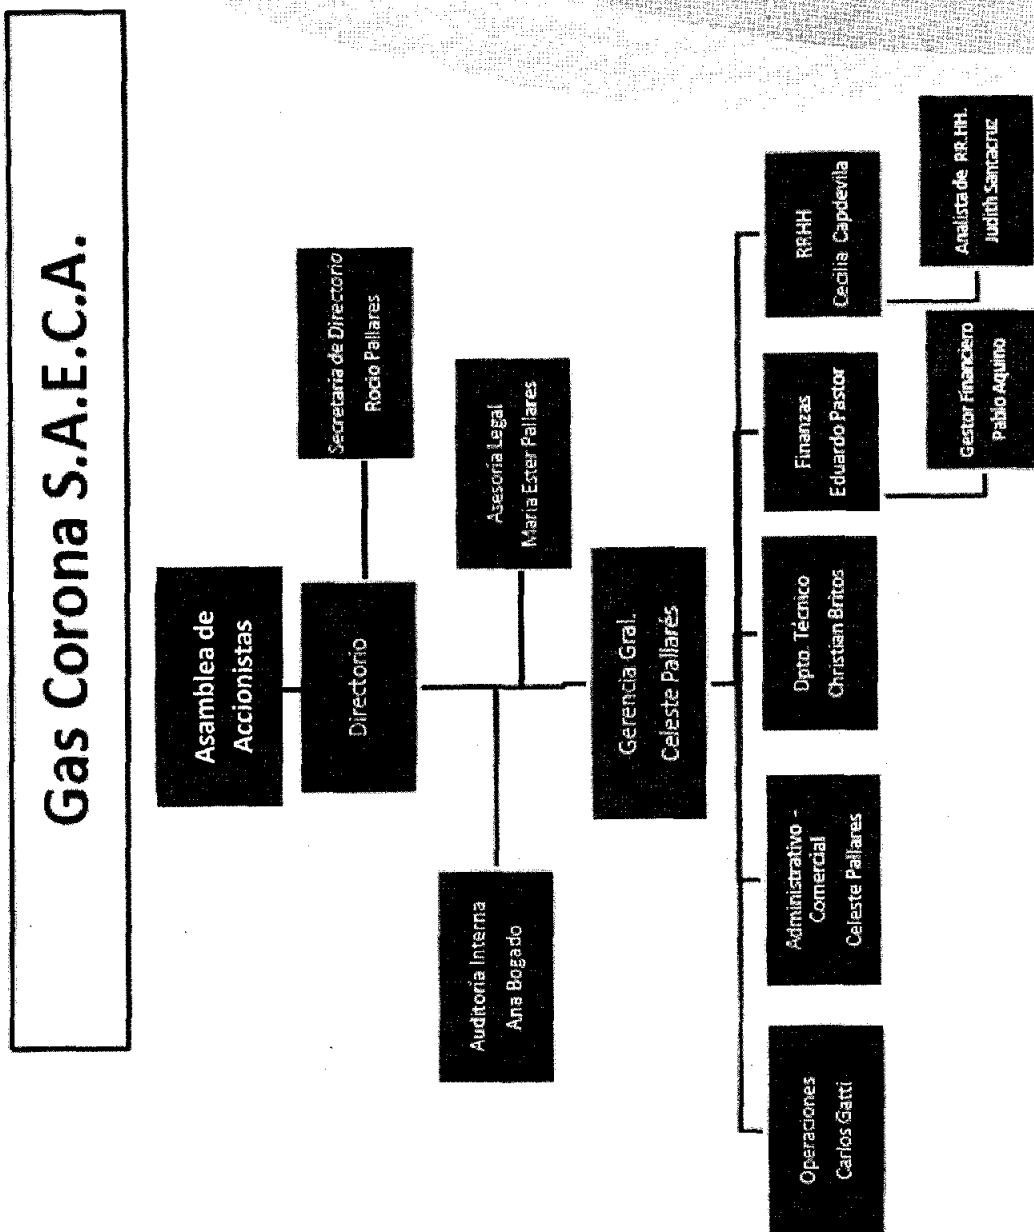 Gas Corona S.A.E.C.A.
Asamblea de
Accionistas
Directorio
Secretaria de Directorio
Rocio Pallares
Asesoría Legal
Maria Ester Pallares
Auditoria Interna
Ana Bogado
Gerencia Gral.
Celeste Pallarés
Operaciones
Carlos Gatti
Administrativo -
Comercial
Celeste Pallares
Dpto. Técnico
Christian Britos
Finanzas
Eduardo Pastor
RRHH
Cecilia Capdevila
Gestor Financiero
Pablo Aquino
Analista de RR.HH.
Judith Santacruz